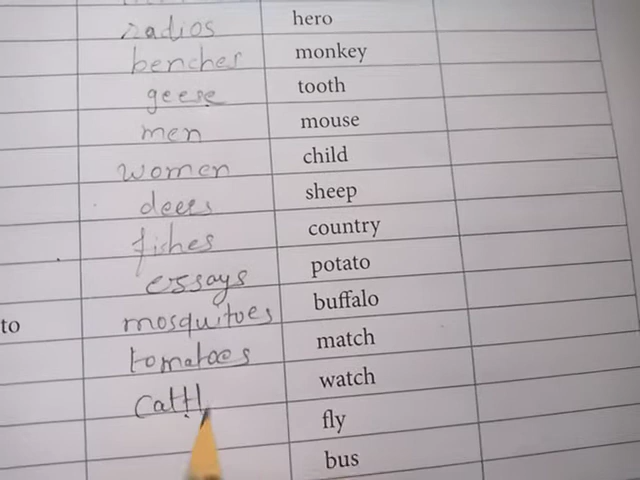 radios hero
benches monkey
geese tooth
men mouse
women child
deers sheep
fishes country
essays potato
to mosquitoes buffalo
tomatoes match
cattl watch
fly
bus